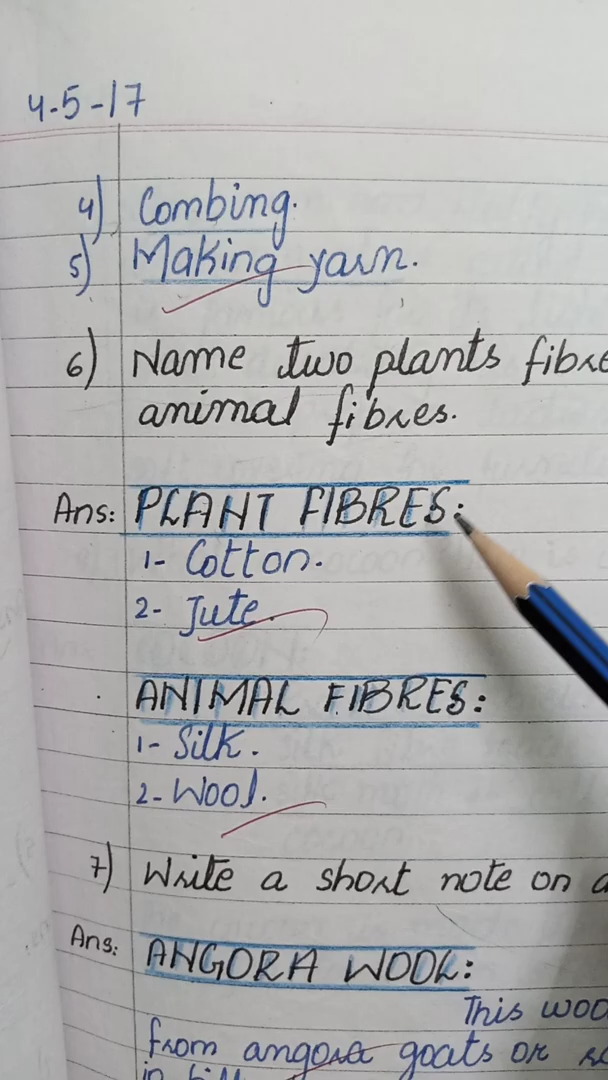 4-5-17
4) Combing.
5) Making yarn.
6) Name two plants fibre
animal fibres.
Ans: PLANT FIBRES:
1- Cotton.
2- Jute.
ANIMAL FIBRES:
1- Silk.
2- Wool.
7) Write a short note on a
Ans: ANGORA WOOL:
This woo
from angora goats or
in